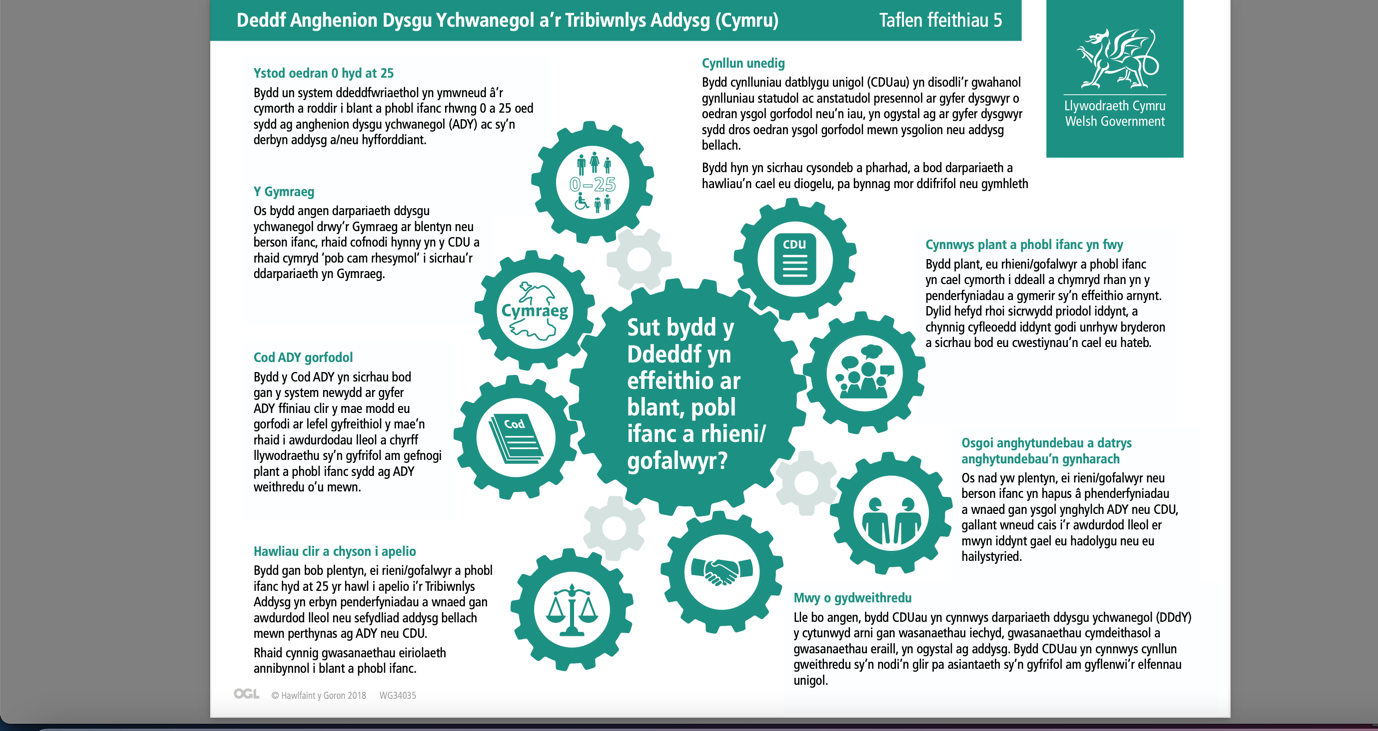 Deddf Anghenion Dysgu Ychwanegol a’r Tribiwnlys Addysg (Cymru)
Taflen ffeithiau 5
Llywodraeth Cymru
Welsh Government
Ystod oedran 0 hyd at 25
Bydd un system ddeddfwriaethol yn ymwneud â’r
cymorth a roddir i blant a phobl ifanc rhwng 0 a 25 oed
sydd ag anghenion dysgu ychwanegol (ADY) ac sy’n
derbyn addysg a/neu hyfforddiant.
0–25
Cynllun unedig
Bydd cynlluniau datblygu unigol (CDUau) yn disodli’r gwahanol
gynlluniau statudol ac anstatudol presennol ar gyfer dysgwyr o
oedran ysgol gorfodol neu’n iau, yn ogystal ag ar gyfer dysgwyr
sydd dros oedran ysgol gorfodol mewn ysgolion neu addysg
bellach.
Bydd hyn yn sicrhau cysondeb a pharhad, a bod darpariaeth a
hawliau’n cael eu diogelu, pa bynnag mor ddifrifol neu gymhleth
CDU
Y Gymraeg
Os bydd angen darpariaeth ddysgu
ychwanegol drwy’r Gymraeg ar blentyn neu
berson ifanc, rhaid cofnodi hynny yn y CDU a
rhaid cymryd ‘pob cam rhesymol’ i sicrhau’r
ddarpariaeth yn Gymraeg.
Cymraeg
Cynnwys plant a phobl ifanc yn fwy
Bydd plant, eu rhieni/gofalwyr a phobl ifanc
yn cael cymorth i ddeall a chymryd rhan yn y
penderfyniadau a gymerir sy’n effeithio arnynt.
Dylid hefyd rhoi sicrwydd priodol iddynt, a
chynnig cyfleoedd iddynt godi unrhyw bryderon
a sicrhau bod eu cwestiynau’n cael eu hateb.
Sut bydd y
Ddeddf yn
effeithio ar
blant, pobl
ifanc a rhieni/
gofalwyr?
Cod ADY gorfodol
Bydd y Cod ADY yn sicrhau bod
gan y system newydd ar gyfer
ADY ffiniau clir y mae modd eu
gorfodi ar lefel gyfreithiol y mae’n
rhaid i awdurdodau lleol a chyrff
llywodraethu sy’n gyfrifol am gefnogi
plant a phobl ifanc sydd ag ADY
weithredu o’u mewn.
Cod
Osgoi anghytundebau a datrys
anghytundebau’n gynharach
Os nad yw plentyn, ei rieni/gofalwyr neu
berson ifanc yn hapus â phenderfyniadau
a wnaed gan ysgol ynghylch ADY neu CDU,
gallant wneud cais i’r awdurdod lleol er
mwyn iddynt gael eu hadolygu neu eu
hailystyried.
Hawliau clir a chyson i apelio
Bydd gan bob plentyn, ei rieni/gofalwyr a phobl
ifanc hyd at 25 yr hawl i apelio i’r Tribiwnlys
Addysg yn erbyn penderfyniadau a wnaed gan
awdurdod lleol neu sefydliad addysg bellach
mewn perthynas ag ADY neu CDU.
Rhaid cynnig gwasanaethau eiriolaeth
annibynnol i blant a phobl ifanc.
Mwy o gydweithredu
Lle bo angen, bydd CDUau yn cynnwys darpariaeth ddysgu ychwanegol (DDdY)
y cytunwyd arni gan wasanaethau iechyd, gwasanaethau cymdeithasol a
gwasanaethau eraill, yn ogystal ag addysg. Bydd CDUau yn cynnwys cynllun
gweithredu sy’n nodi’n glir pa asiantaeth sy’n gyfrifol am gyflenwi’r elfennau
unigol.
OGL © Hawlfaint y Goron 2018 WG34035